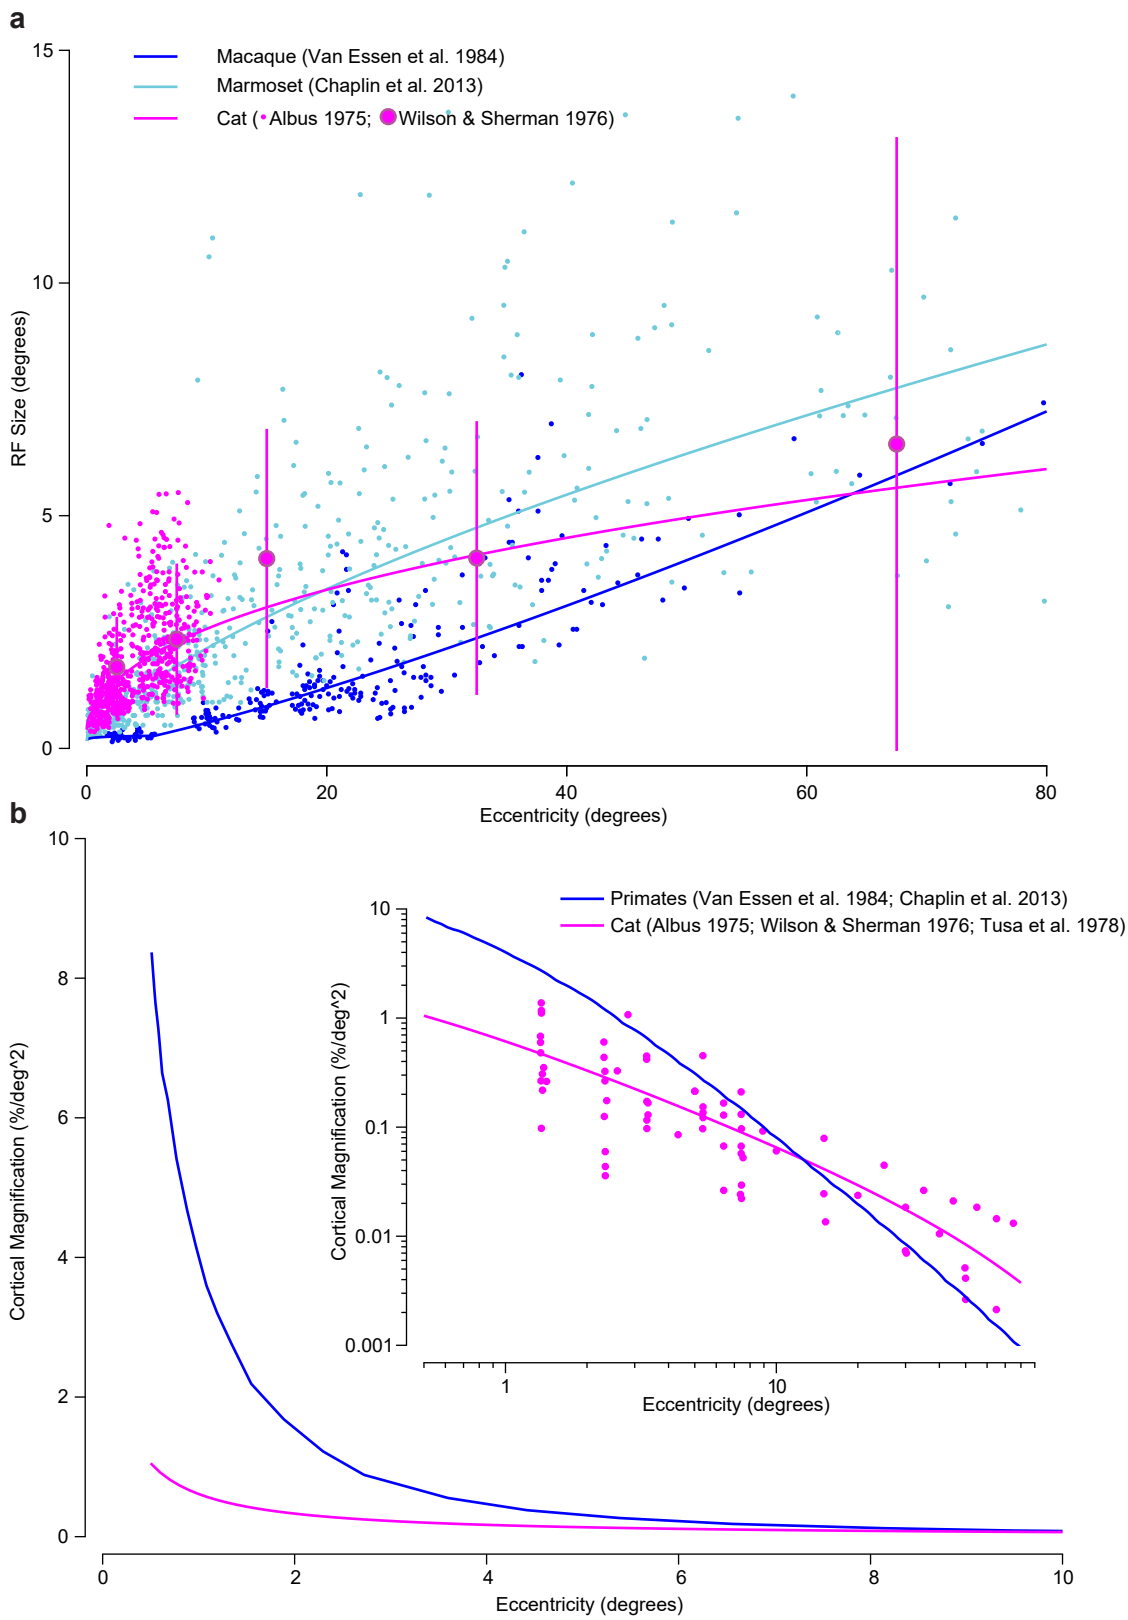 a
15
10
5
0
RF Size (degrees)
Macaque (Van Essen et al. 1984)
Marmoset (Chaplin et al. 2013)
Cat (•Albus 1975; Wilson & Sherman 1976)
0 20 40 60 80
Eccentricity (degrees)
b
10
8
6
4
2
0
Cortical Magnification (%/deg^2)
Primates (Van Essen et al. 1984; Chaplin et al. 2013)
Cat (Albus 1975; Wilson & Sherman 1976; Tusa et al. 1978)
10
1
0.1
0.01
0.001
Cortical Magnification (%/deg^2)
1 10
Eccentricity (degrees)
0 2 4 6 8 10
Eccentricity (degrees)